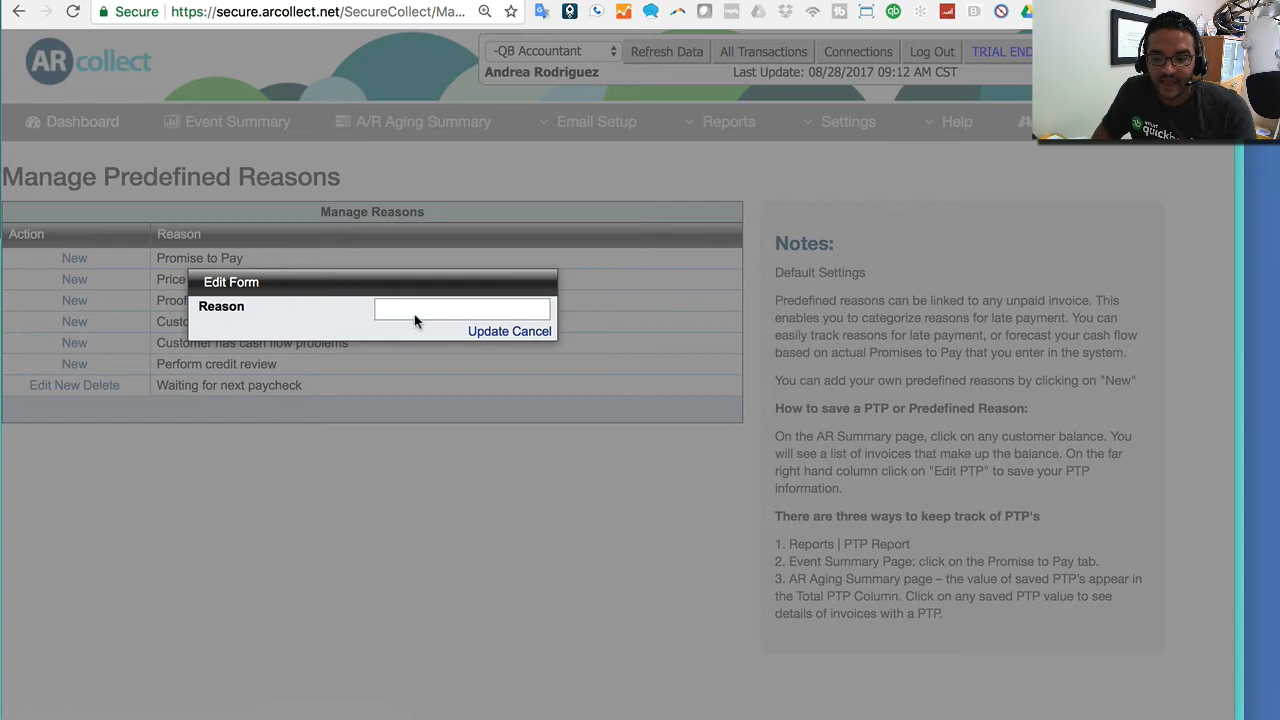 Secure
https://secure.arcollect.net/SecureCollect/Ma...
AR collect
-QB Accountant
Refresh Data
All Transactions
Connections
Log Out
TRIAL END
Andrea Rodriguez
Last Update: 08/28/2017 09:12 AM CST
Dashboard
Event Summary
A/R Aging Summary
Email Setup
Reports
Settings
Help
Manage Predefined Reasons
Manage Reasons
Action Reason
New Promise to Pay
New Price
New Proof
New Custo
New Customer has cash flow problems
New Perform credit review
Edit New Delete Waiting for next paycheck
Edit Form
Reason
Update Cancel
Notes:
Default Settings
Predefined reasons can be linked to any unpaid invoice. This
enables you to categorize reasons for late payment. You can
easily track reasons for late payment, or forecast your cash flow
based on actual Promises to Pay that you enter in the system.
You can add your own predefined reasons by clicking on "New"
How to save a PTP or Predefined Reason:
On the AR Summary page, click on any customer balance. You
will see a list of invoices that make up the balance. On the far
right hand column click on "Edit PTP" to save your PTP
information.
There are three ways to keep track of PTP's
1. Reports | PTP Report
2. Event Summary Page: click on the Promise to Pay tab.
3. AR Aging Summary page – the value of saved PTP's appear in
the Total PTP Column. Click on any saved PTP value to see
details of invoices with a PTP.